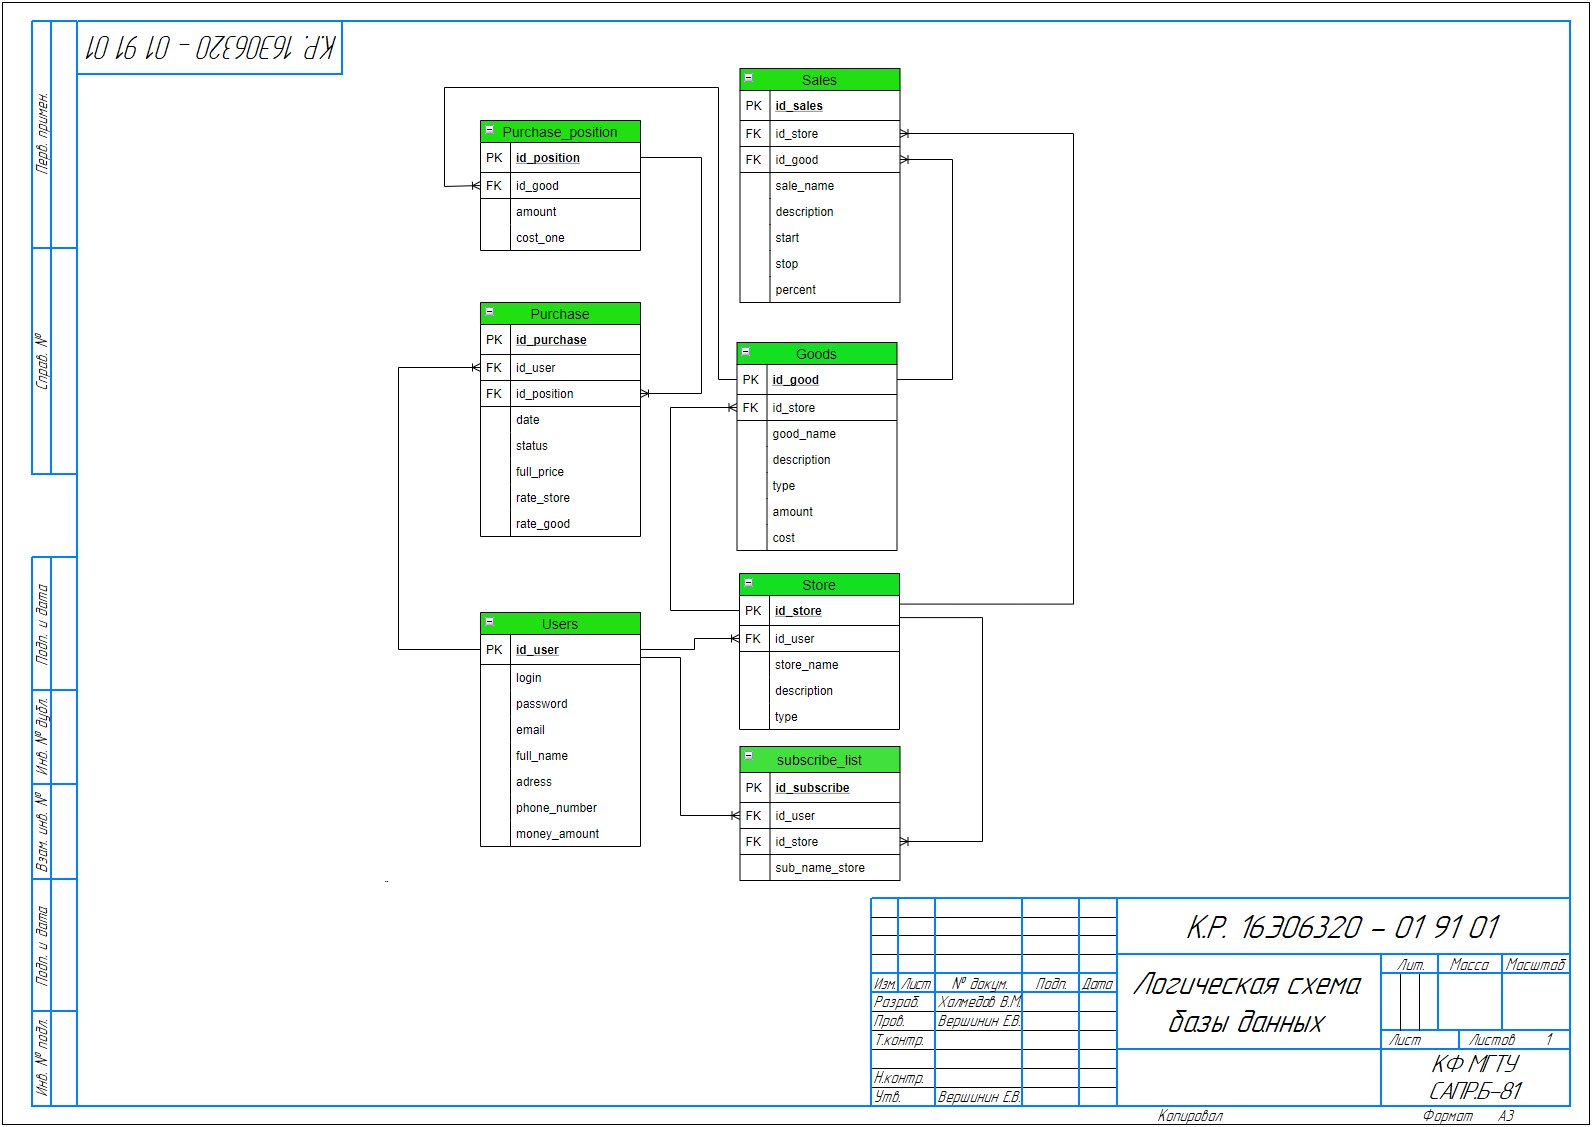 К.Р. 16Э06320 - 01 91 01
Перв. примен.
Справ. №
Подп. и дата
Инв. № дубл.
Взам. инв. №
Подп. и дата
Инв. № подл.
Purchase_position
PK id_position
FK id_good
amount
cost_one
Purchase
PK id_purchase
FK id_user
FK id_position
date
status
full_price
rate_store
rate_good
Users
PK id_user
login
password
email
full_name
adress
phone_number
money_amount
Sales
PK id_sales
FK id_store
FK id_good
sale_name
description
start
stop
percent
Goods
PK id_good
FK id_store
good_name
description
type
amount
cost
Store
PK id_store
FK id_user
store_name
description
type
subscribe_list
PK id_subscribe
FK id_user
FK id_store
sub_name_store
К.Р. 16Э06320 - 01 91 01
Изм. Лист № докум. Подп. Дата
Разраб. Халмедов В.М.
Пров. Вершинин Е.В.
Т.контр.
Н.контр.
Утв. Вершинин Е.В.
Логическая схема
базы данных
Лит. Масса Масштаб
Лист Листов 1
КФ МГТУ
САПР.Б-81
Копировал Формат А3